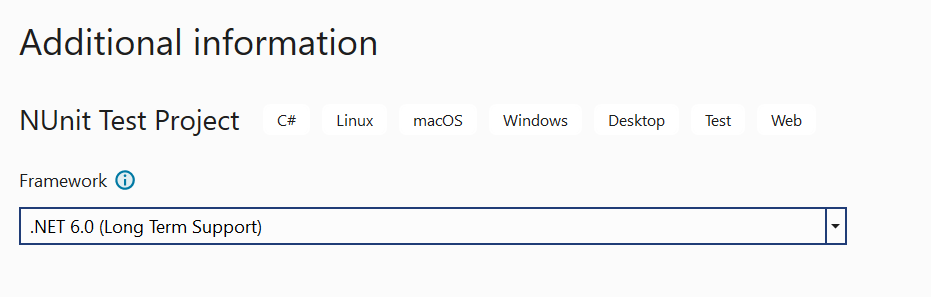 Additional information
NUnit Test Project C# Linux macOS Windows Desktop Test Web
Framework
.NET 6.0 (Long Term Support)